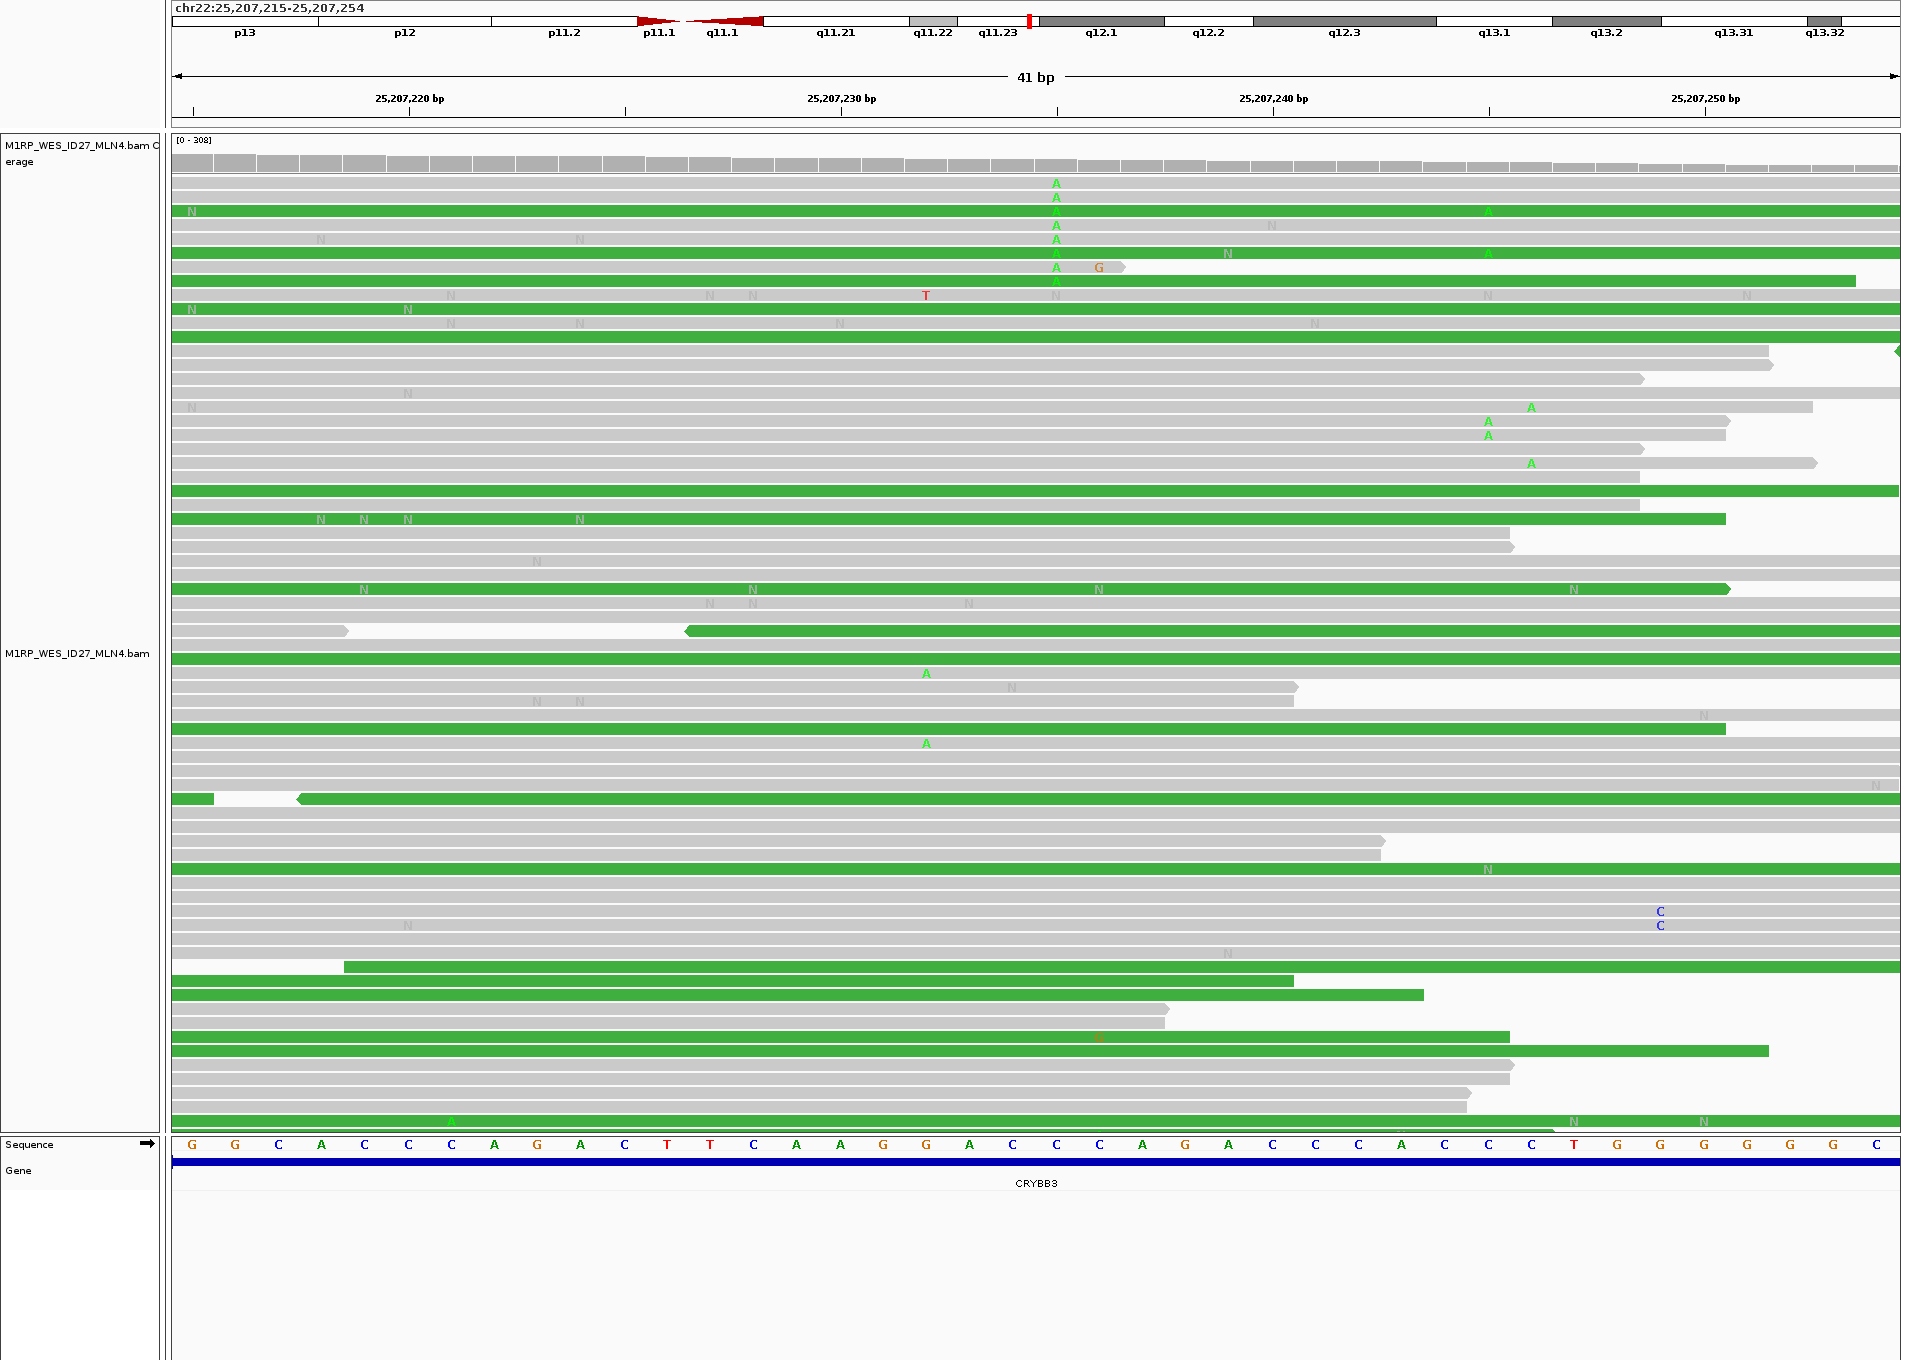 chr22:25,207,215-25,207,254
p13 p12 p11.2 p11.1 q11.1 q11.21 q11.22 q11.23 q12.1 q12.2 q12.3 q13.1 q13.2 q13.31 q13.32
41 bp
25,207,220 bp 25,207,230 bp 25,207,240 bp 25,207,250 bp
M1RP_WES_ID27_MLN4.bam C
erage
[0 - 308]
A
A
N A A
A N
N N A
A N A
A G
A
N N N T N N N
N N
N N N N
N
N A
A
A
A
N N N N
N
N N N N
N N N
M1RP_WES_ID27_MLN4.bam
A
N
N N
N
A
N
N
C
N C
N
A N N
Sequence G G C A C C C A G A C T T C A A G G A C C C A G A C C C A C C C T G G G G G G C
Gene
CRYBB3